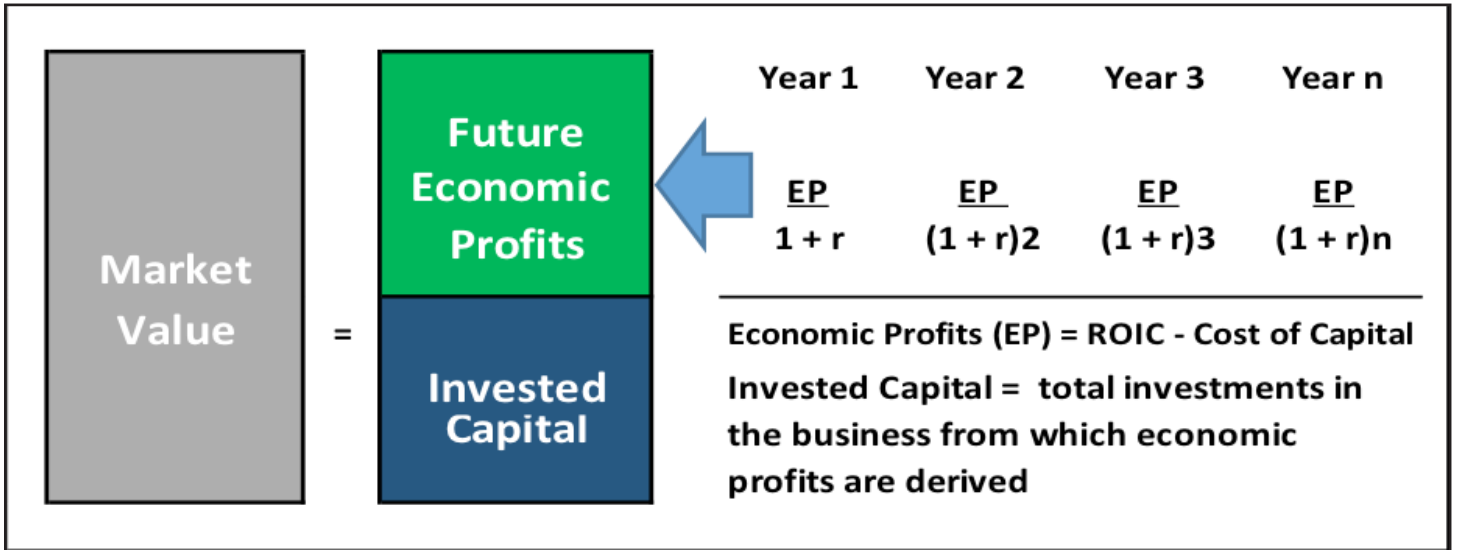 Market
Value
=
Future
Economic
Profits
Invested
Capital
Year 1 Year 2 Year 3 Year n
EP EP EP EP
1 + r (1 + r)2 (1 + r)3 (1 + r)n
Economic Profits (EP) = ROIC - Cost of Capital
Invested Capital = total investments in
the business from which economic
profits are derived